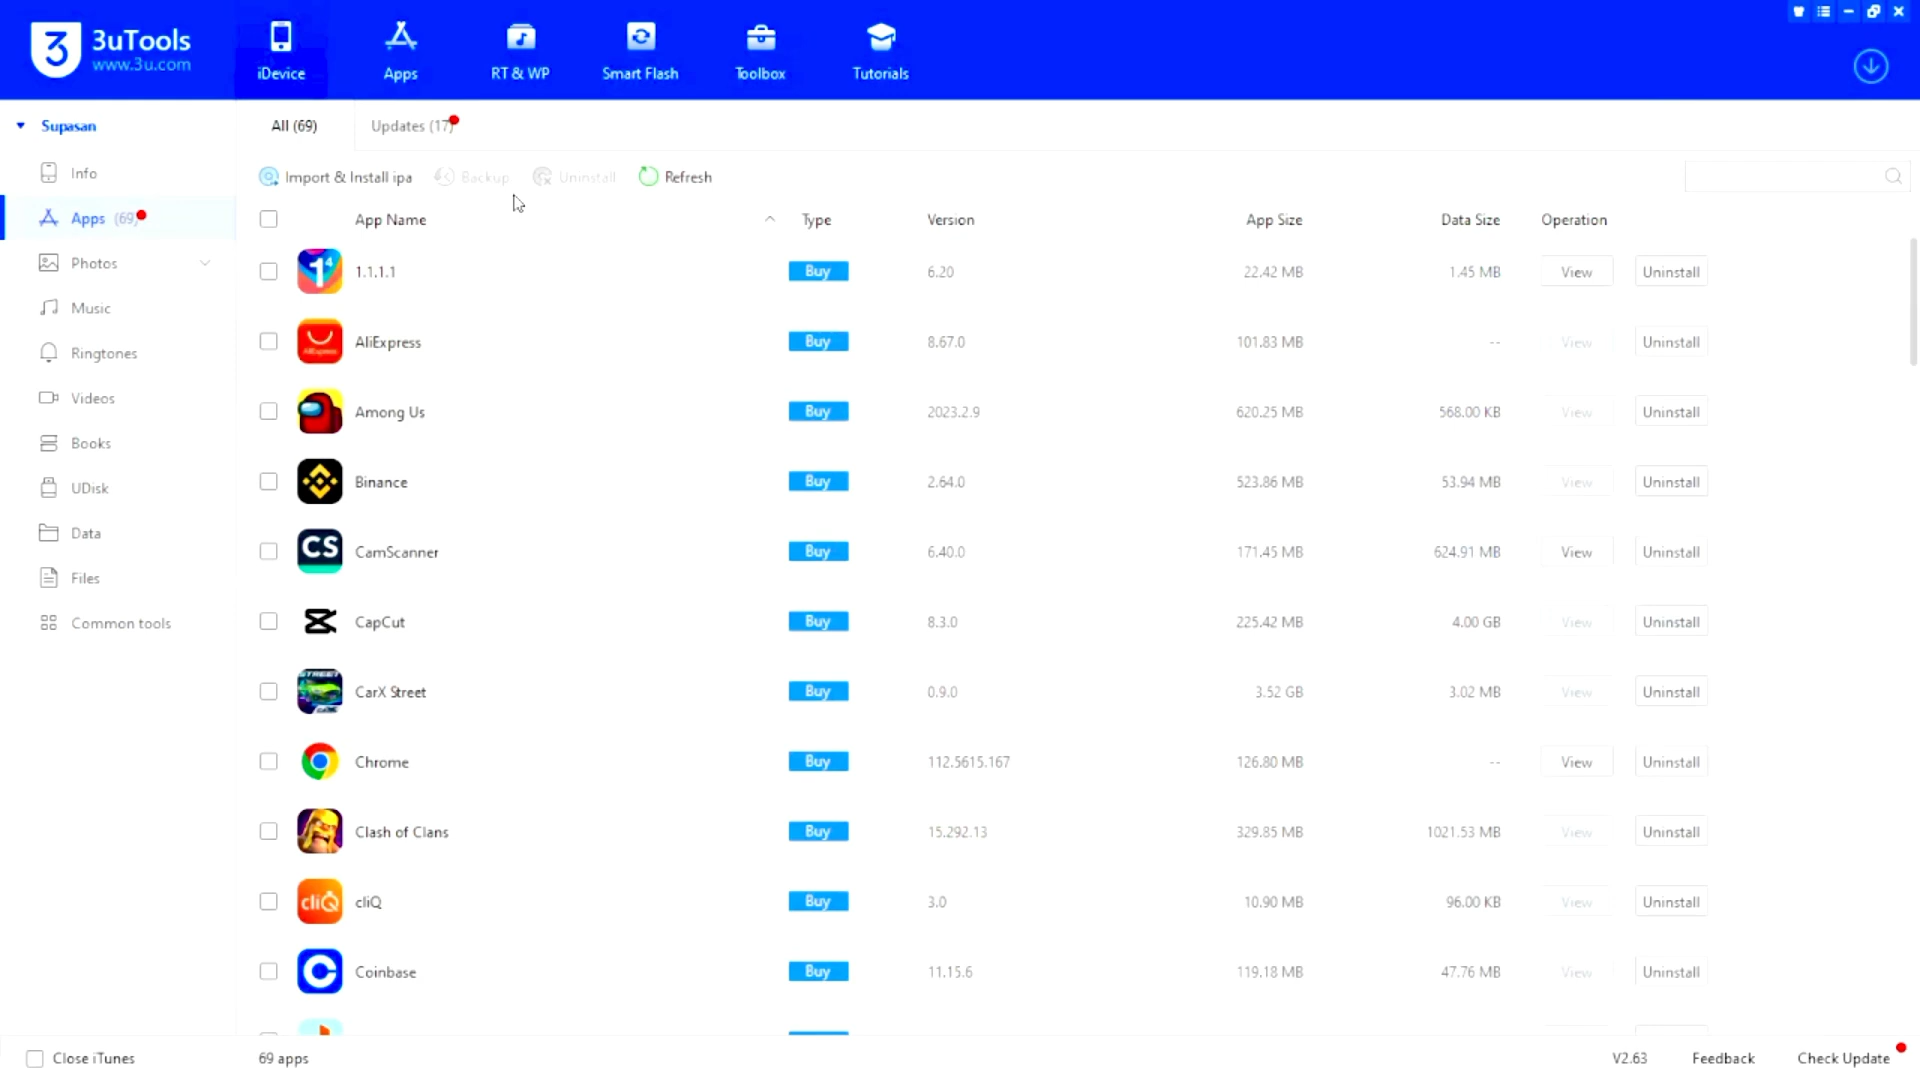 3uTools
www.3u.com
iDevice
Apps
RT & WP
Smart Flash
Toolbox
Tutorials
Supasan
All (69)
Updates (17)
Info
Import & Install ipa
Backup
Uninstall
Refresh
Apps (69)
App Name
Type
Version
App Size
Data Size
Operation
Photos
1.1.1.1 Buy 6.20 22.42 MB 1.45 MB View Uninstall
Music
AliExpress Buy 8.67.0 101.83 MB -- View Uninstall
Ringtones
Videos
Among Us Buy 2023.2.9 620.25 MB 568.00 KB View Uninstall
Books
UDisk
Binance Buy 2.64.0 523.86 MB 53.94 MB View Uninstall
Data
CS
CamScanner Buy 6.40.0 171.45 MB 624.91 MB View Uninstall
Files
Common tools
CapCut Buy 8.3.0 225.42 MB 4.00 GB View Uninstall
CarX Street Buy 0.9.0 3.52 GB 3.02 MB View Uninstall
Chrome Buy 112.5615.167 126.80 MB -- View Uninstall
Clash of Clans Buy 15.292.13 329.85 MB 1021.53 MB View Uninstall
cliQ
cliQ Buy 3.0 10.90 MB 96.00 KB View Uninstall
Coinbase Buy 11.15.6 119.18 MB 47.76 MB View Uninstall
Close iTunes
69 apps
V2.63
Feedback
Check Update